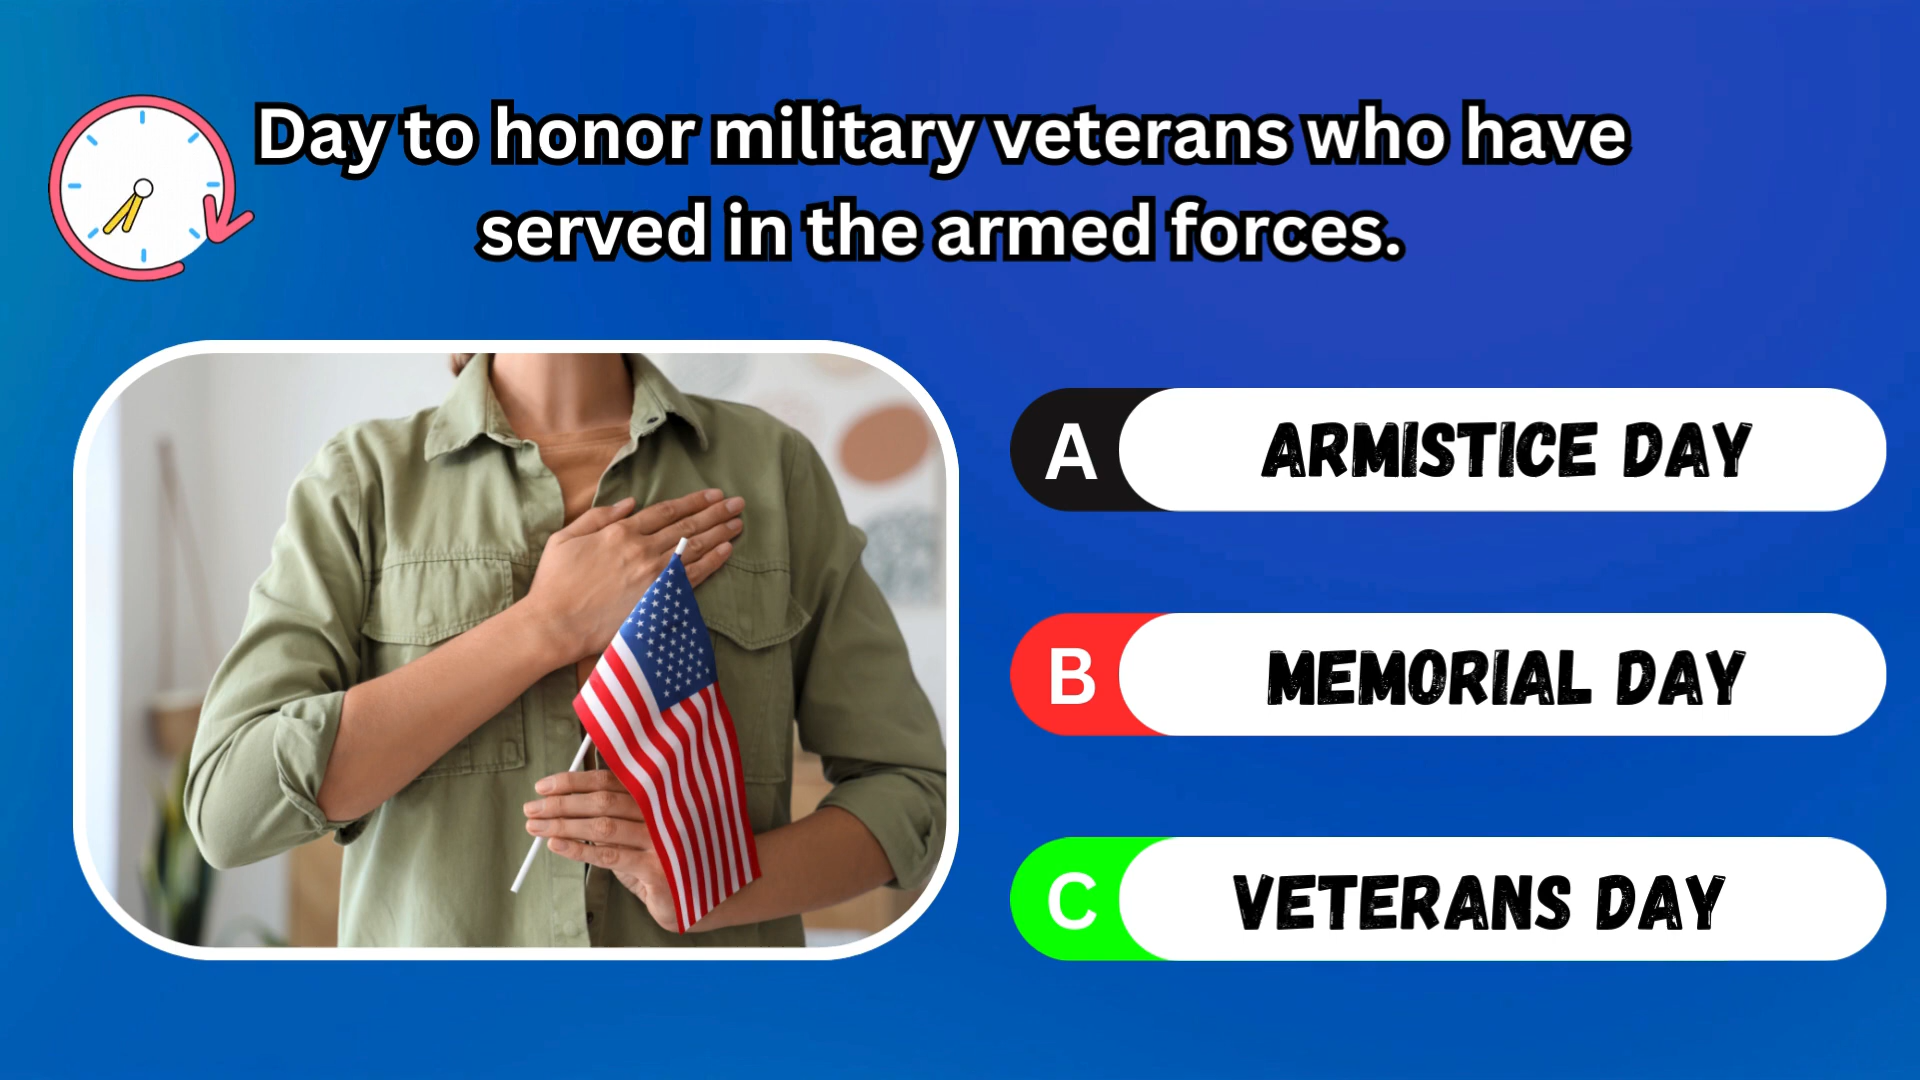 Day to honor military veterans who have
served in the armed forces.
A ARMISTICE DAY
B MEMORIAL DAY
C VETERANS DAY